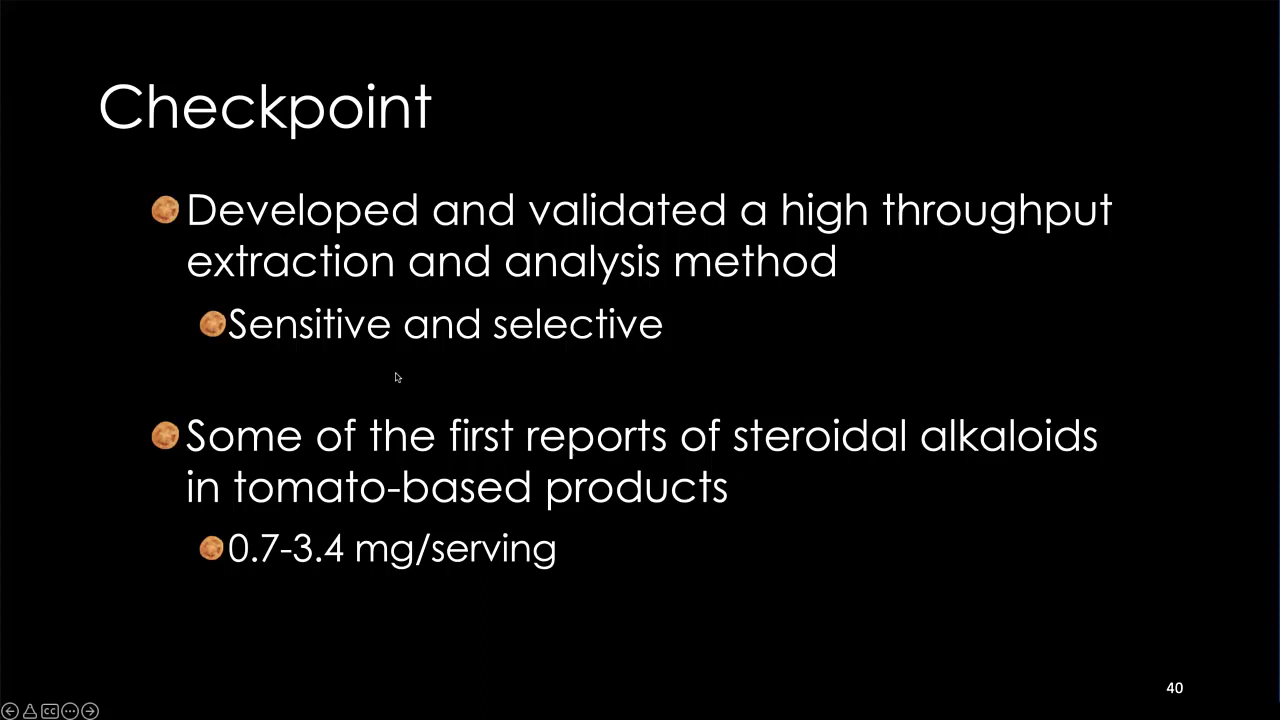 Checkpoint
Developed and validated a high throughput
extraction and analysis method
Sensitive and selective
Some of the first reports of steroidal alkaloids
in tomato-based products
0.7-3.4 mg/serving
40
CC